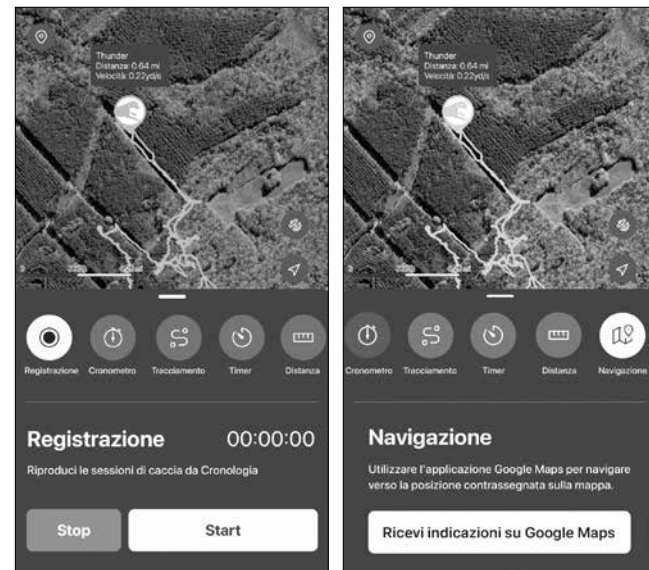 Thunder
Distanza: 0.64 mi
Velocità: 0.22yd/s
Registrazione
Cronometro
Tracciamento
Timer
Distanza
Registrazione
00:00:00
Riproduci le sessioni di caccia da Cronologia
Stop
Start
Thunder
Distanza: 0.64 mi
Velocità: 0.22yd/s
Cronometro
Tracciamento
Timer
Distanza
Navigazione
Navigazione
Utilizzare l'applicazione Google Maps per navigare
verso la posizione contrassegnata sulla mappa.
Ricevi indicazioni su Google Maps